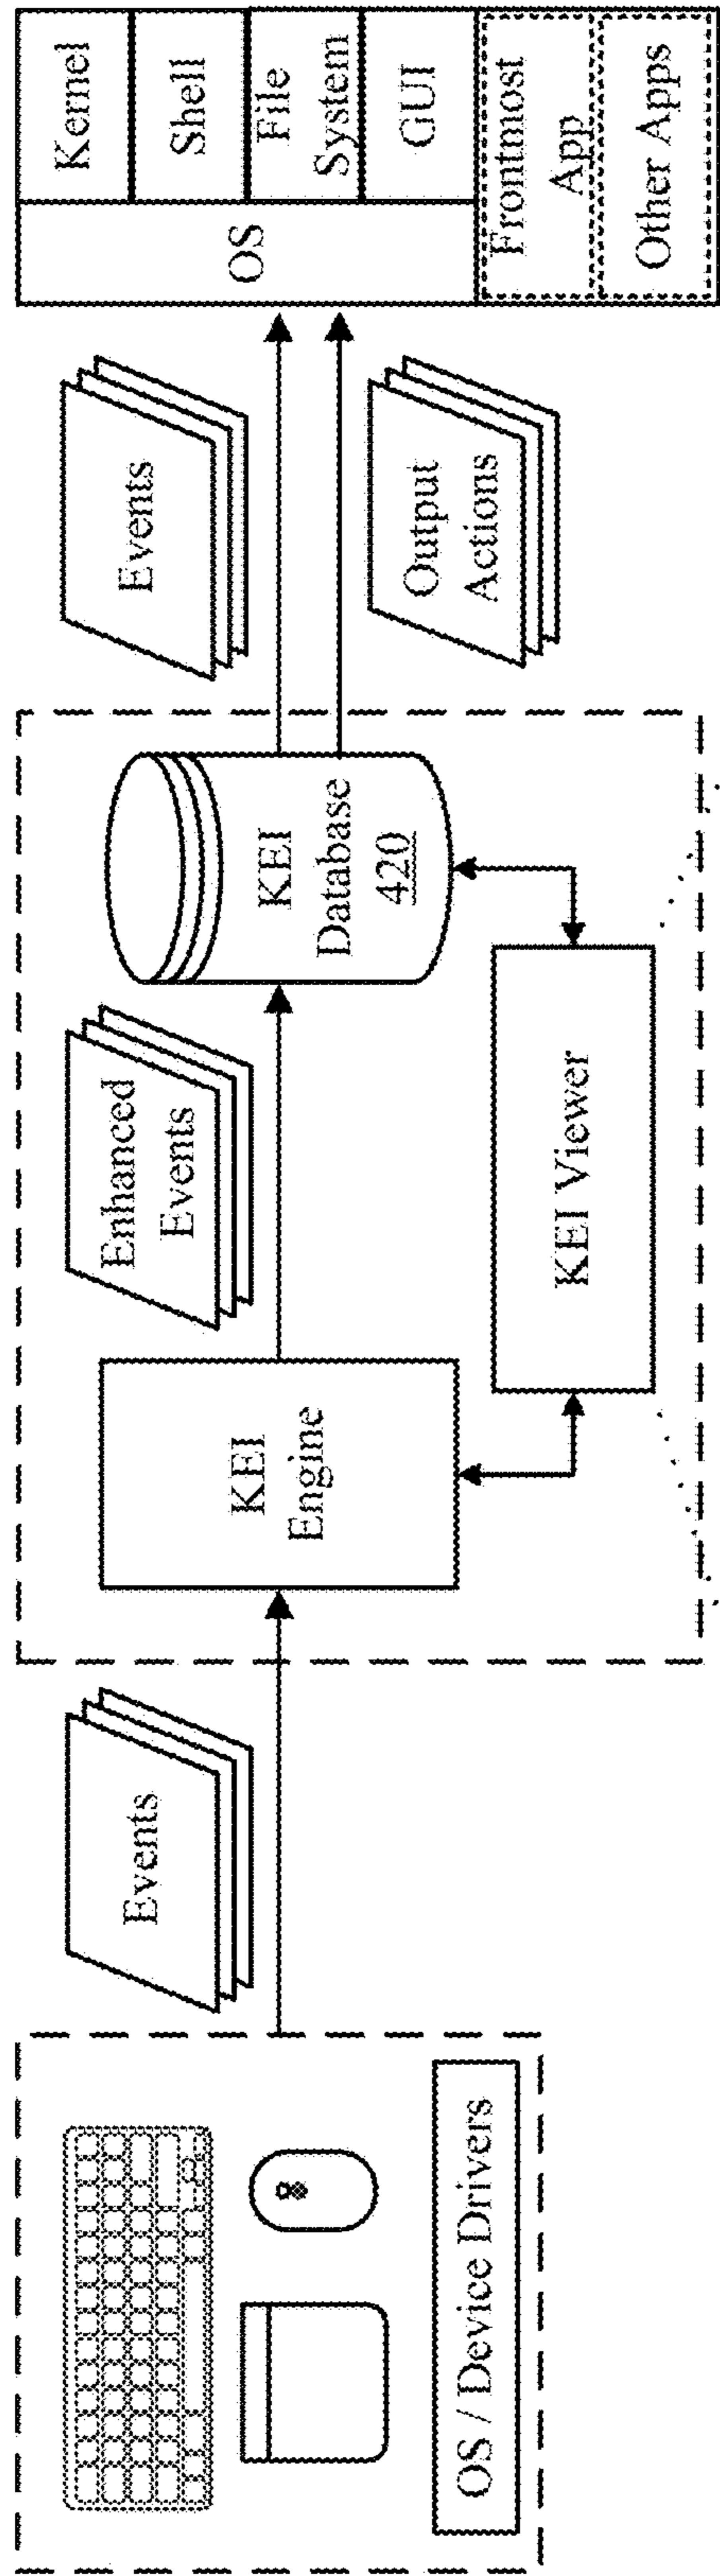 OS / Device Drivers
Events
KEI
Engine
Enhanced
Events
KEI Viewer
KEI
Database
420
Events
Output
Actions
OS
Kernel
Shell
File
System
GUI
Frontmost
App
Other Apps